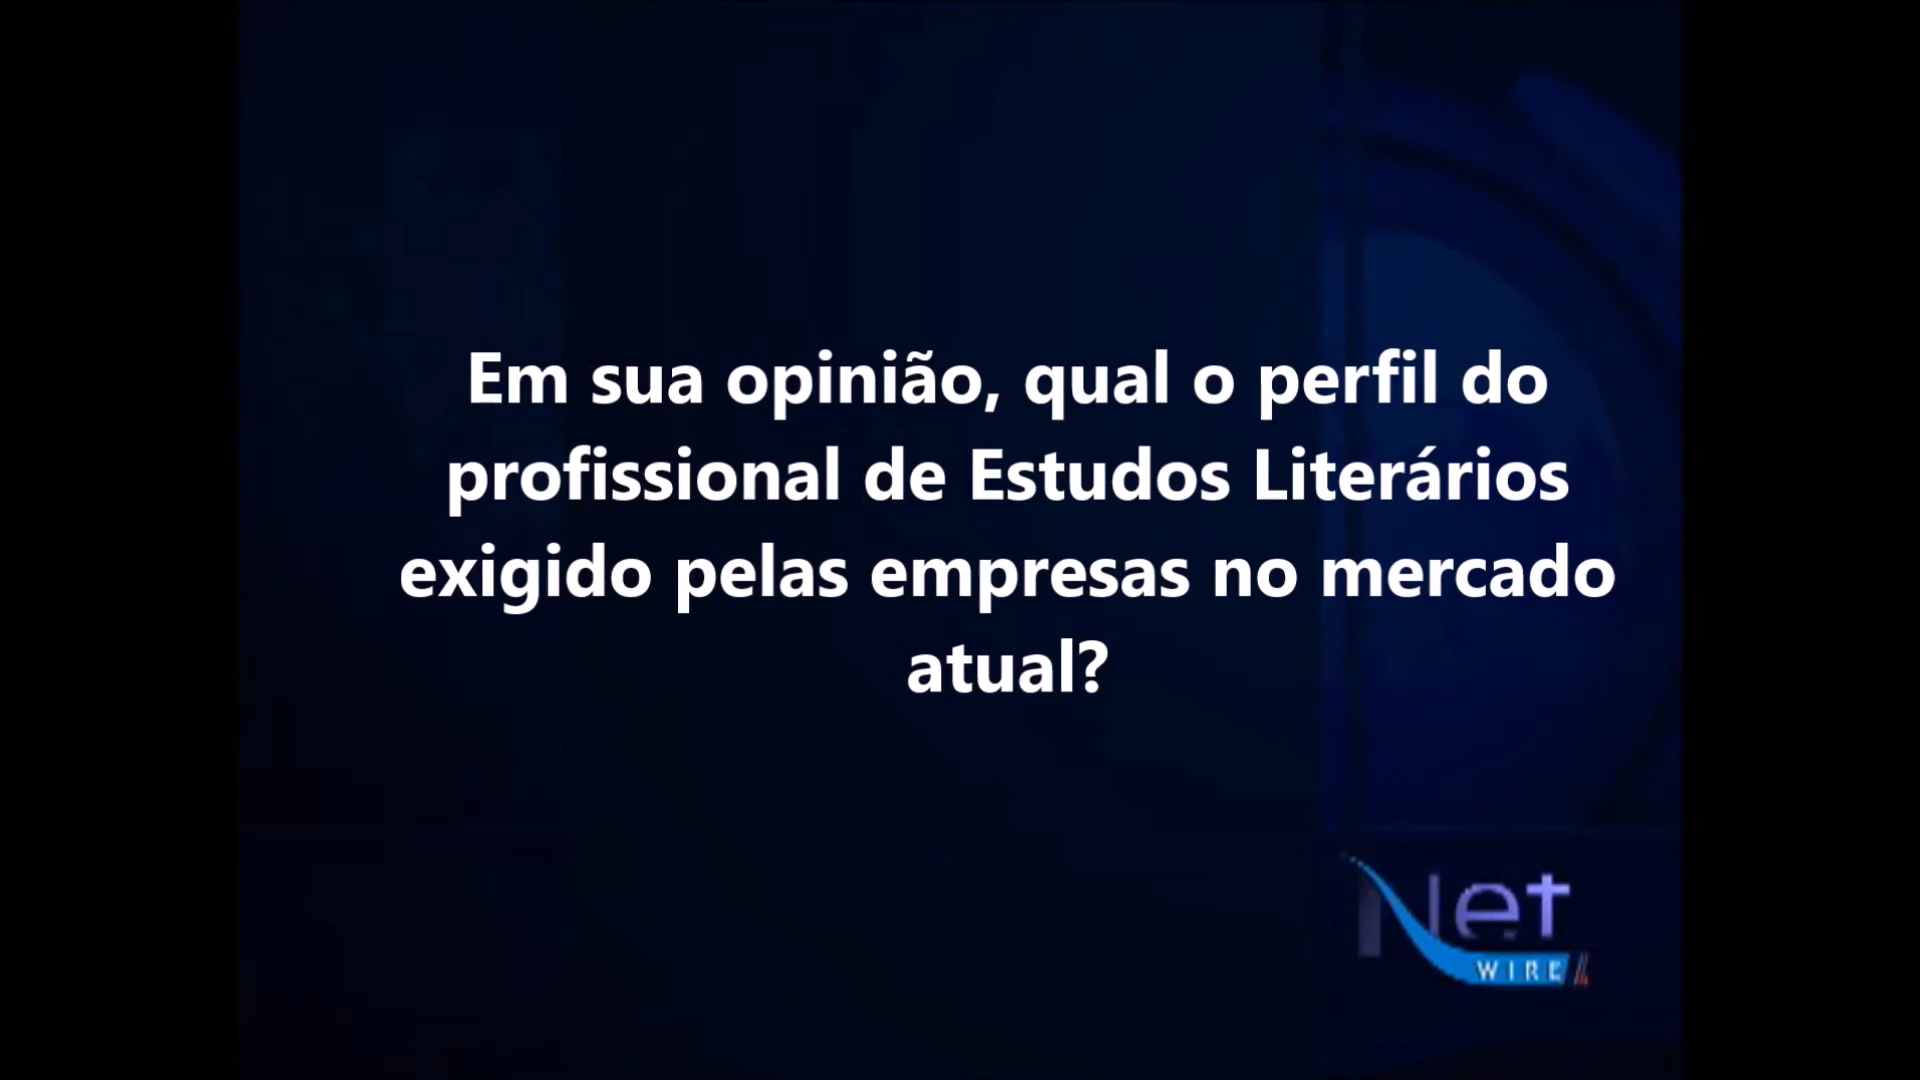 Em sua opinião, qual o perfil do
profissional de Estudos Literários
exigido pelas empresas no mercado
atual?
Net
WIRE